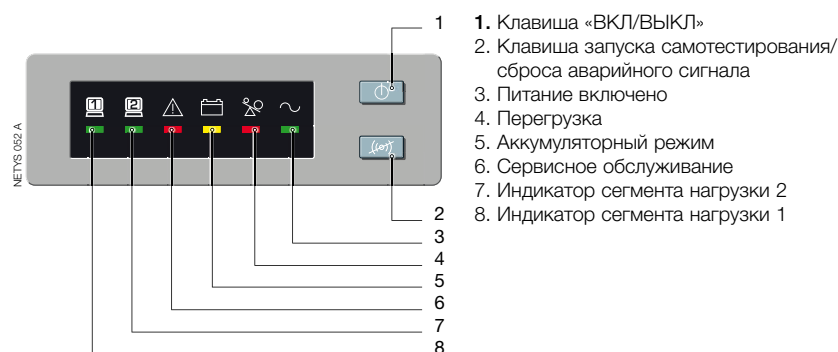 1
1. Клавиша «ВКЛ/ВЫКЛ»
2. Клавиша запуска самотестирования/
сброса аварийного сигнала
3. Питание включено
4. Перегрузка
5. Аккумуляторный режим
6. Сервисное обслуживание
7. Индикатор сегмента нагрузки 2
8. Индикатор сегмента нагрузки 1
1 2
NETYS 052 A
2
3
4
5
6
7
8